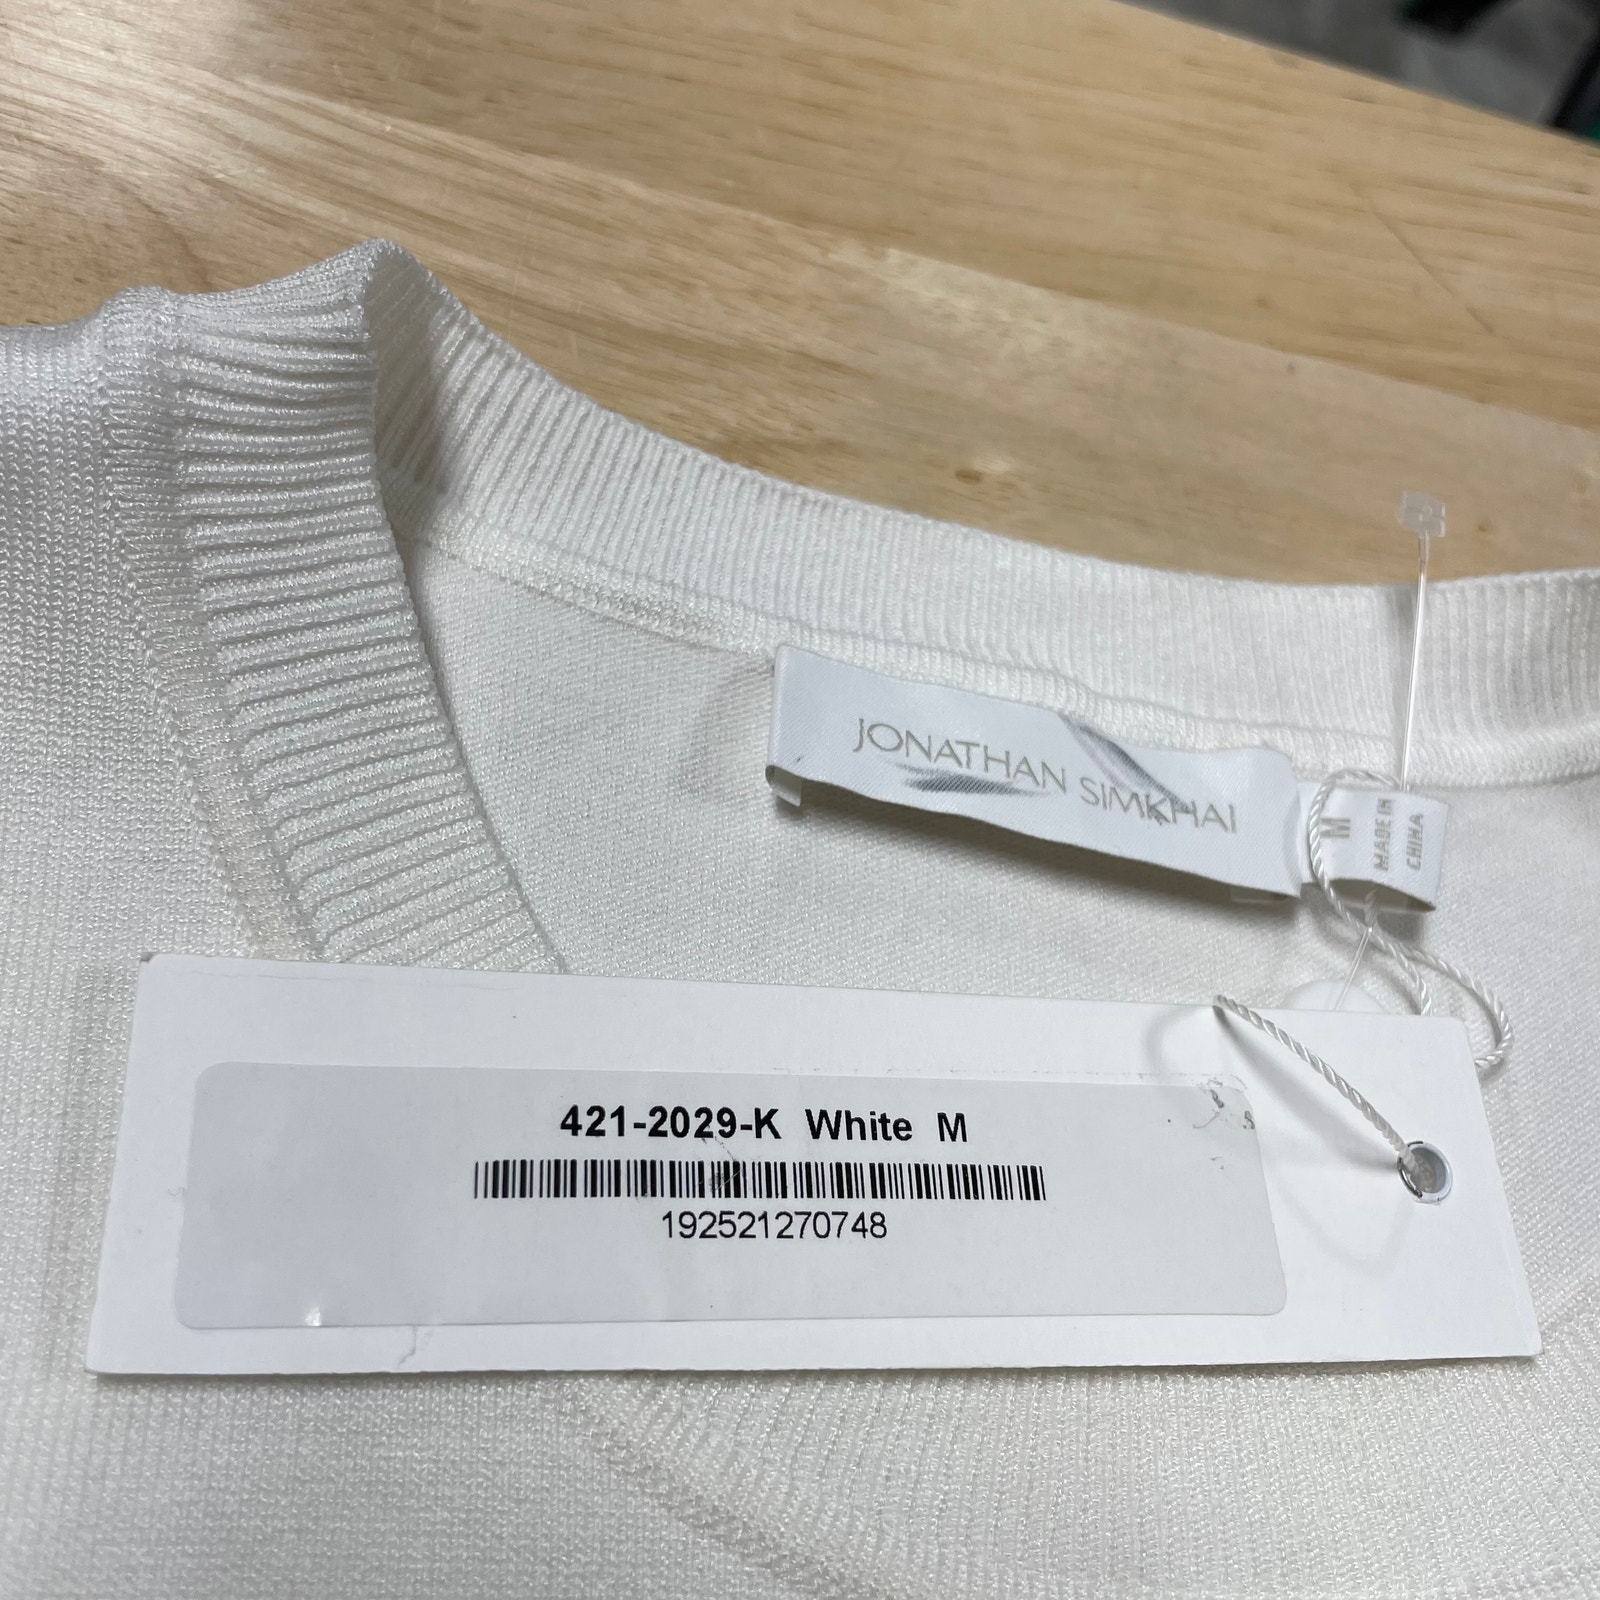 JONATHAN SIMKHAI
M
MADE IN
CHINA
421-2029-K White M
192521270748